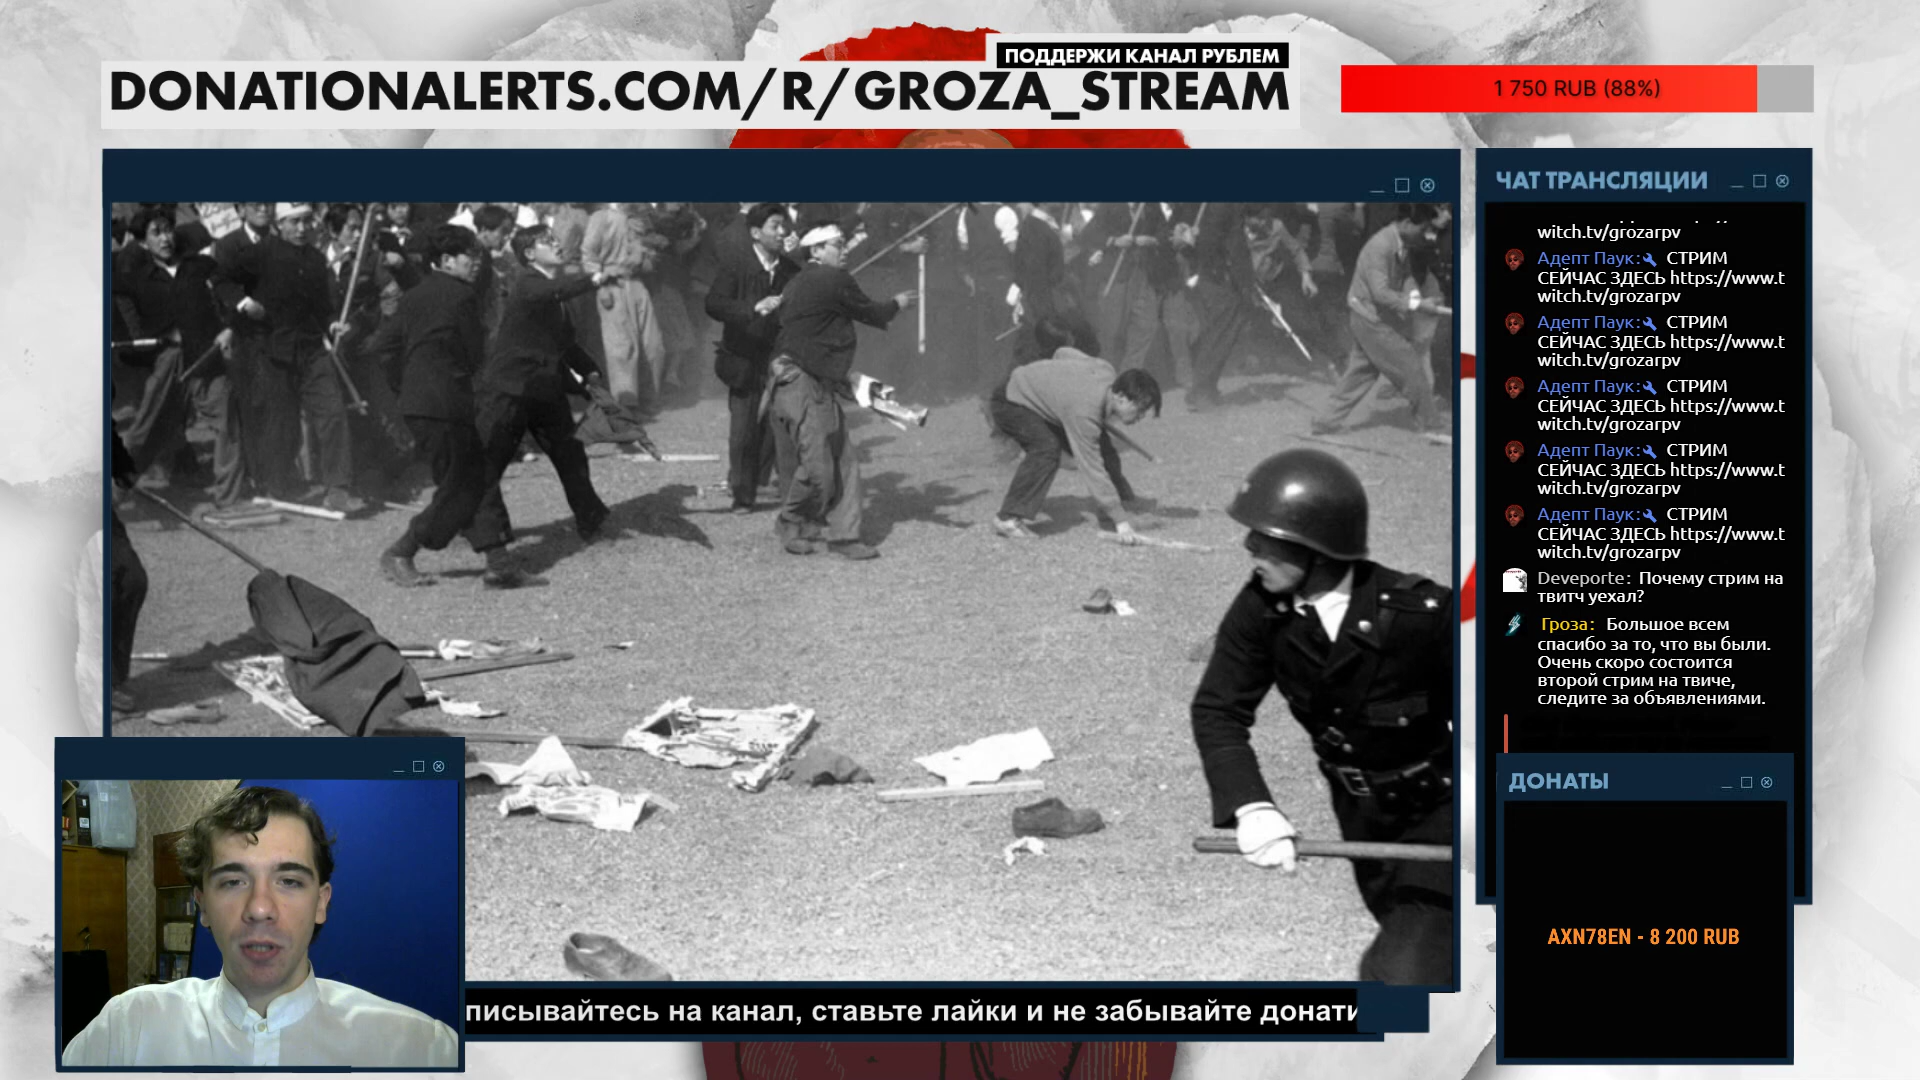 ПОДДЕРЖИ КАНАЛ РУБЛЕМ
DONATIONALERTS.COM/R/GROZA_STREAM
1 750 RUB (88%)
ЧАТ ТРАНСЛЯЦИИ
witch.tv/grozarpv
Адепт Паук: СТРИМ
СЕЙЧАС ЗДЕСЬ https://www.t
witch.tv/grozarpv
Адепт Паук: СТРИМ
СЕЙЧАС ЗДЕСЬ https://www.t
witch.tv/grozarpv
Адепт Паук: СТРИМ
СЕЙЧАС ЗДЕСЬ https://www.t
witch.tv/grozarpv
Адепт Паук: СТРИМ
СЕЙЧАС ЗДЕСЬ https://www.t
witch.tv/grozarpv
Адепт Паук: СТРИМ
СЕЙЧАС ЗДЕСЬ https://www.t
witch.tv/grozarpv
Deveporte: Почему стрим на
твитч уехал?
Гроза: Большое всем
спасибо за то, что вы были.
Очень скоро состоится
второй стрим на твиче,
следите за объявлениями.
ДОНАТЫ
AXN78EN - 8 200 RUB
писывайтесь на канал, ставьте лайки и не забывайте донати